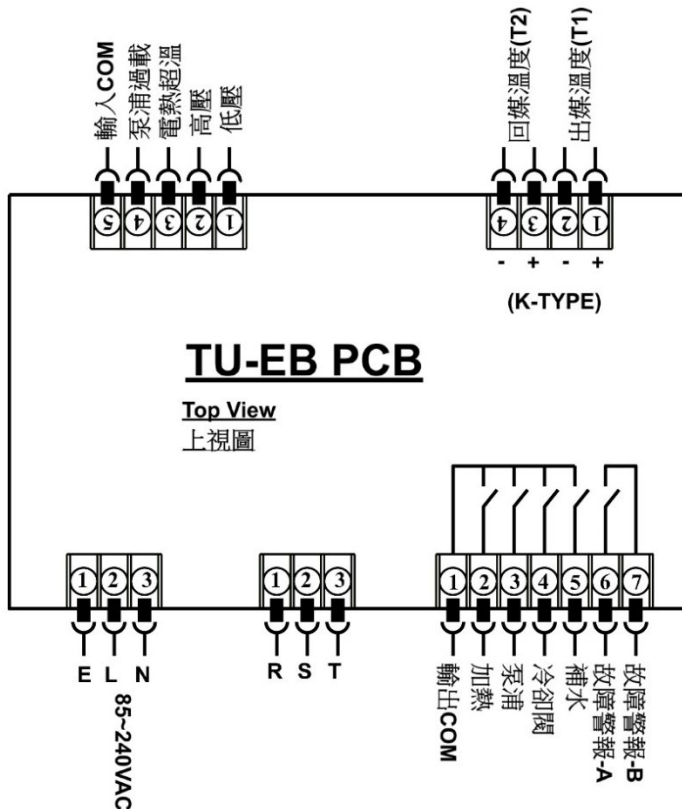 輸入COM
泵浦過載
電熱超溫
高壓
低壓
回媒溫度(T2)
出媒溫度(T1)
5 4 3 2 1
4 3 2 1
- + - +
(K-TYPE)
TU-EB PCB
Top View
上視圖
1 2 3
1 2 3
1 2 3 4 5 6 7
E L N
85~240VAC
R S T
輸出COM
加熱
泵浦
冷卻閥
補水
故障警報-A
故障警報-B